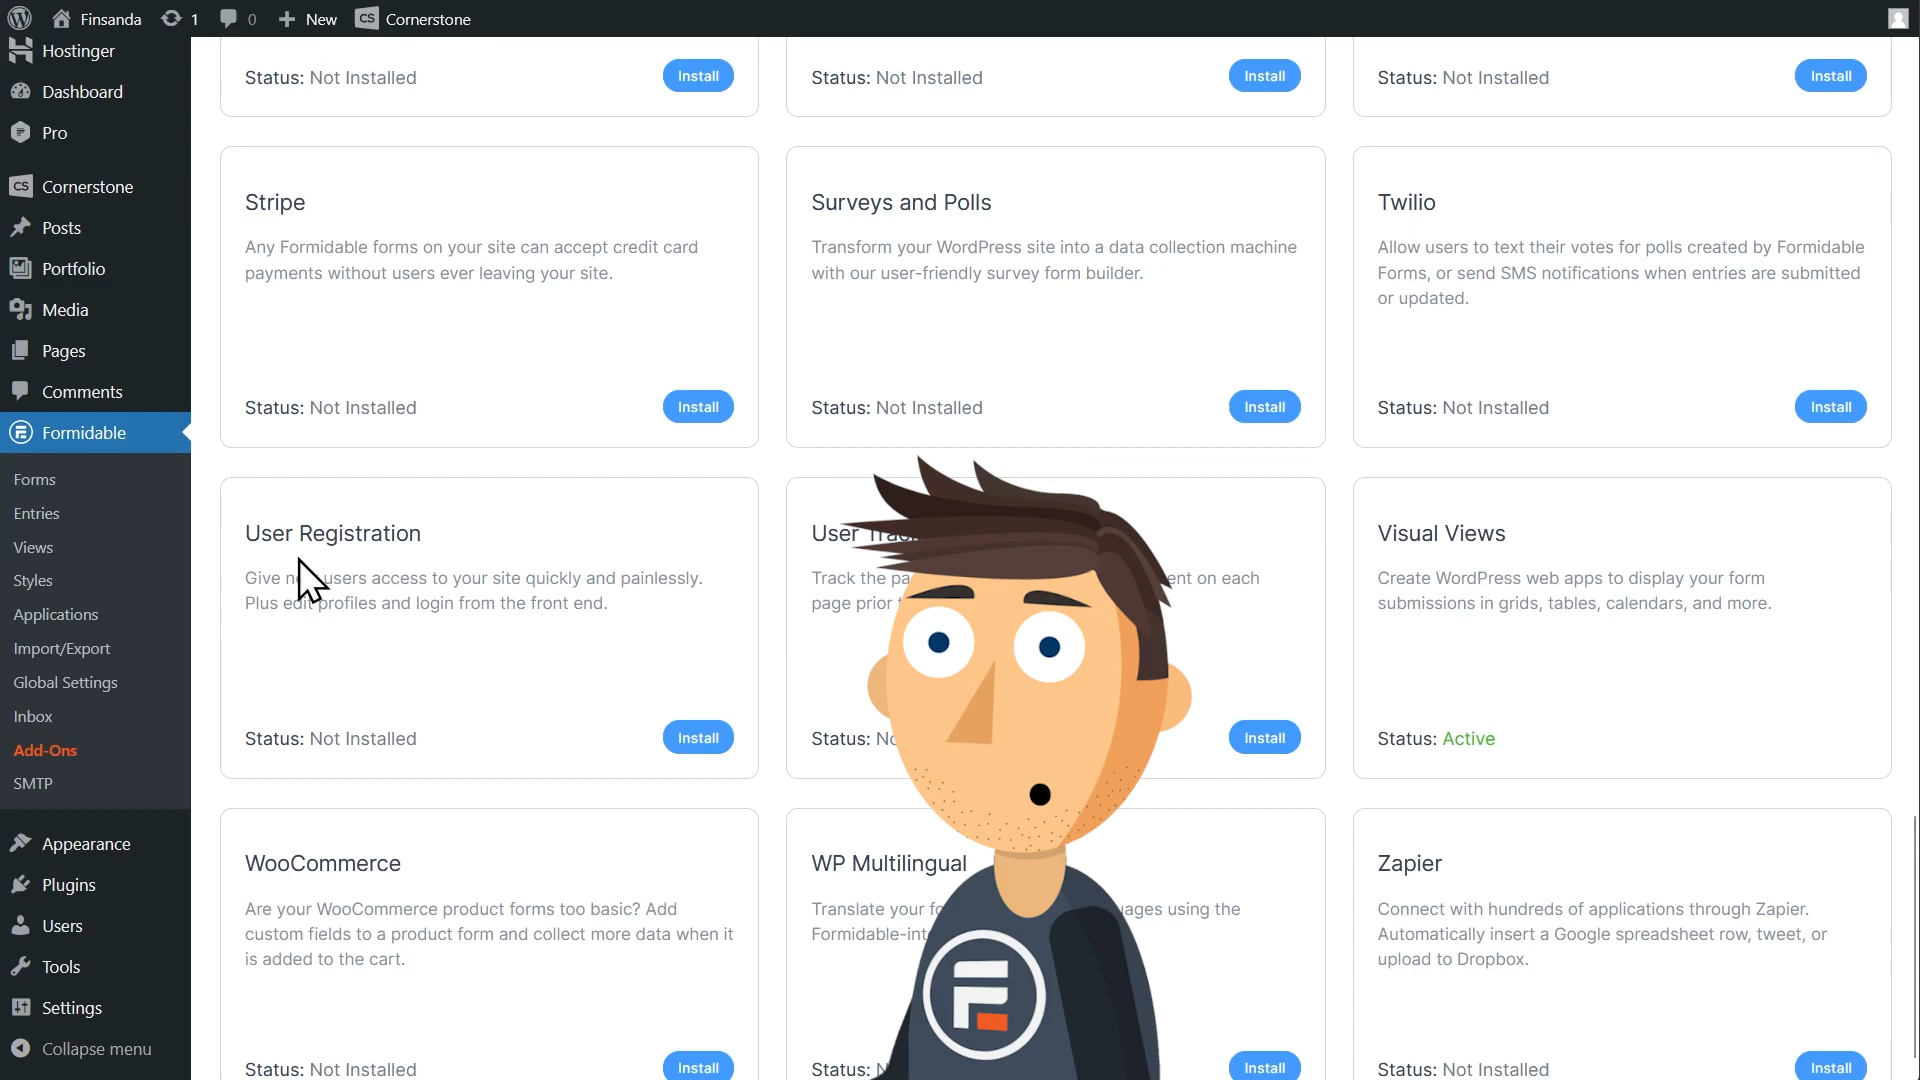 Finsanda
1
0
New
CS
Cornerstone
Hostinger
Dashboard
Pro
CS
Cornerstone
Posts
Portfolio
Media
Pages
Comments
Formidable
Forms
Entries
Views
Styles
Applications
Import/Export
Global Settings
Inbox
Add-Ons
SMTP
Appearance
Plugins
Users
Tools
Settings
Collapse menu
Status: Not Installed
Install
Status: Not Installed
Install
Status: Not Installed
Install
Stripe
Any Formidable forms on your site can accept credit card
payments without users ever leaving your site.
Status: Not Installed
Install
Surveys and Polls
Transform your WordPress site into a data collection machine
with our user-friendly survey form builder.
Status: Not Installed
Install
Twilio
Allow users to text their votes for polls created by Formidable
Forms, or send SMS notifications when entries are submitted
or updated.
Status: Not Installed
Install
User Registration
Give users access to your site quickly and painlessly.
Plus edit profiles and login from the front end.
Status: Not Installed
Install
User
Track the on each
page prior
Status:
Install
Visual Views
Create WordPress web apps to display your form
submissions in grids, tables, calendars, and more.
Status: Active
WooCommerce
Are your WooCommerce product forms too basic? Add
custom fields to a product form and collect more data when it
is added to the cart.
Status: Not Installed
Install
WP Multilingual
Translate your using the
Status:
Install
Zapier
Connect with hundreds of applications through Zapier.
Automatically insert a Google spreadsheet row, tweet, or
upload to Dropbox.
Status: Not Installed
Install